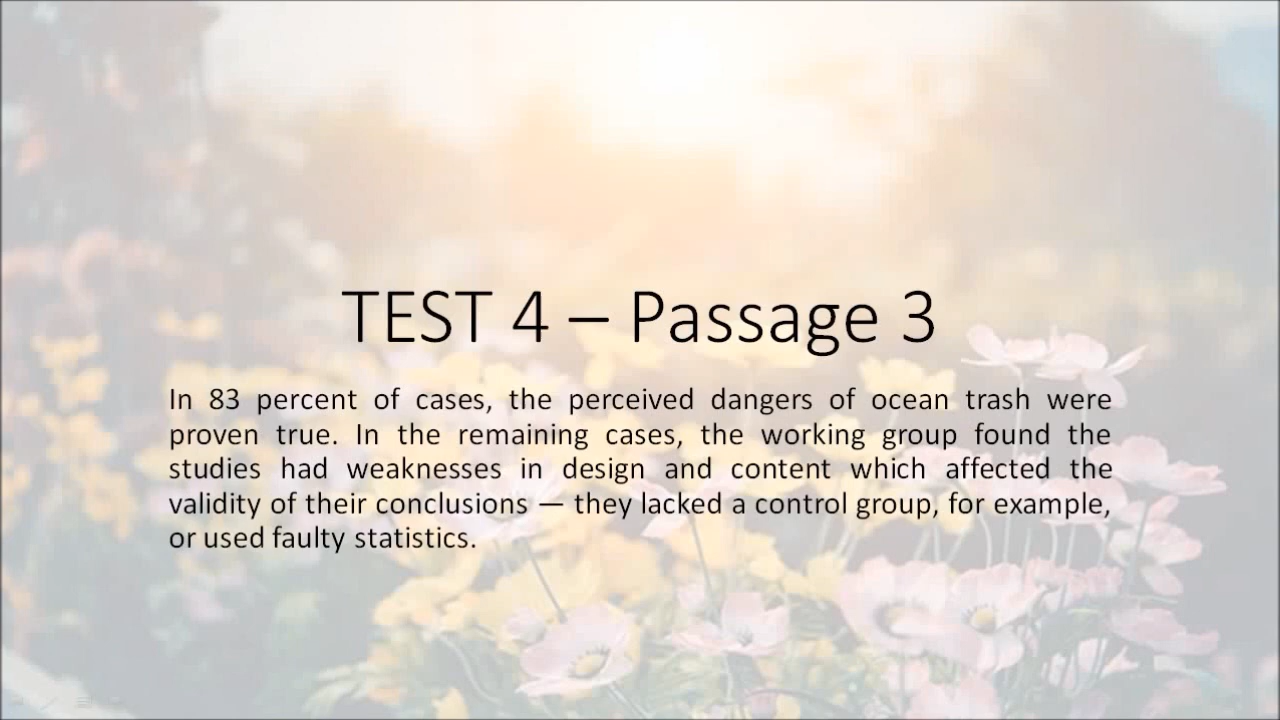 TEST 4 – Passage 3
In 83 percent of cases, the perceived dangers of ocean trash were
proven true. In the remaining cases, the working group found the
studies had weaknesses in design and content which affected the
validity of their conclusions — they lacked a control group, for example,
or used faulty statistics.